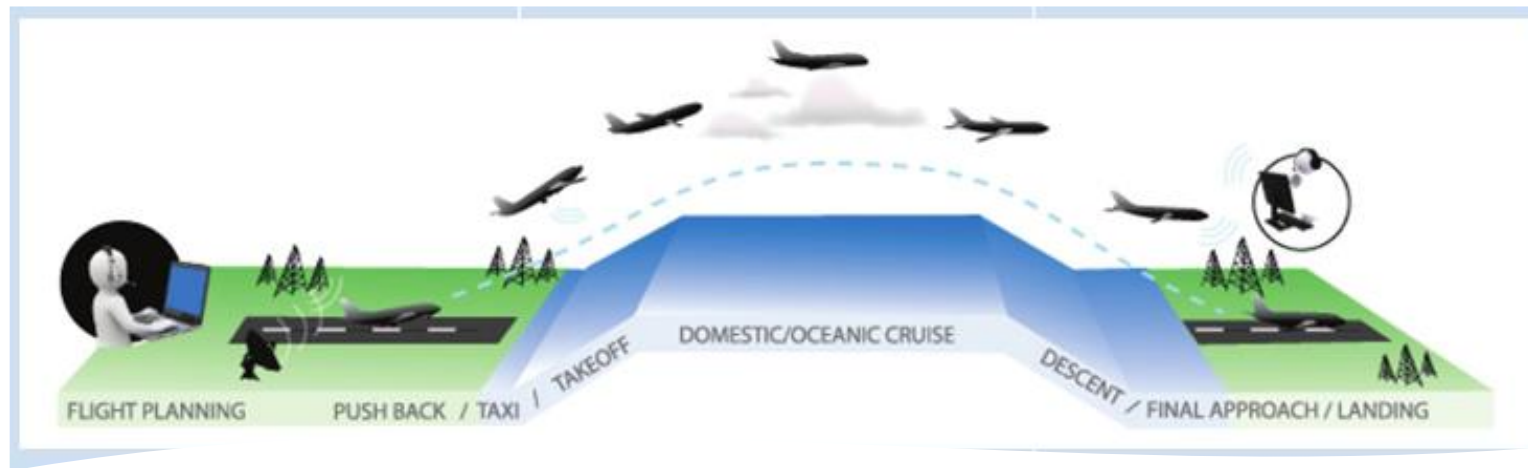 FLIGHT PLANNING
PUSH BACK / TAXI / TAKEOFF
DOMESTIC/OCEANIC CRUISE
DESCENT / FINAL APPROACH / LANDING